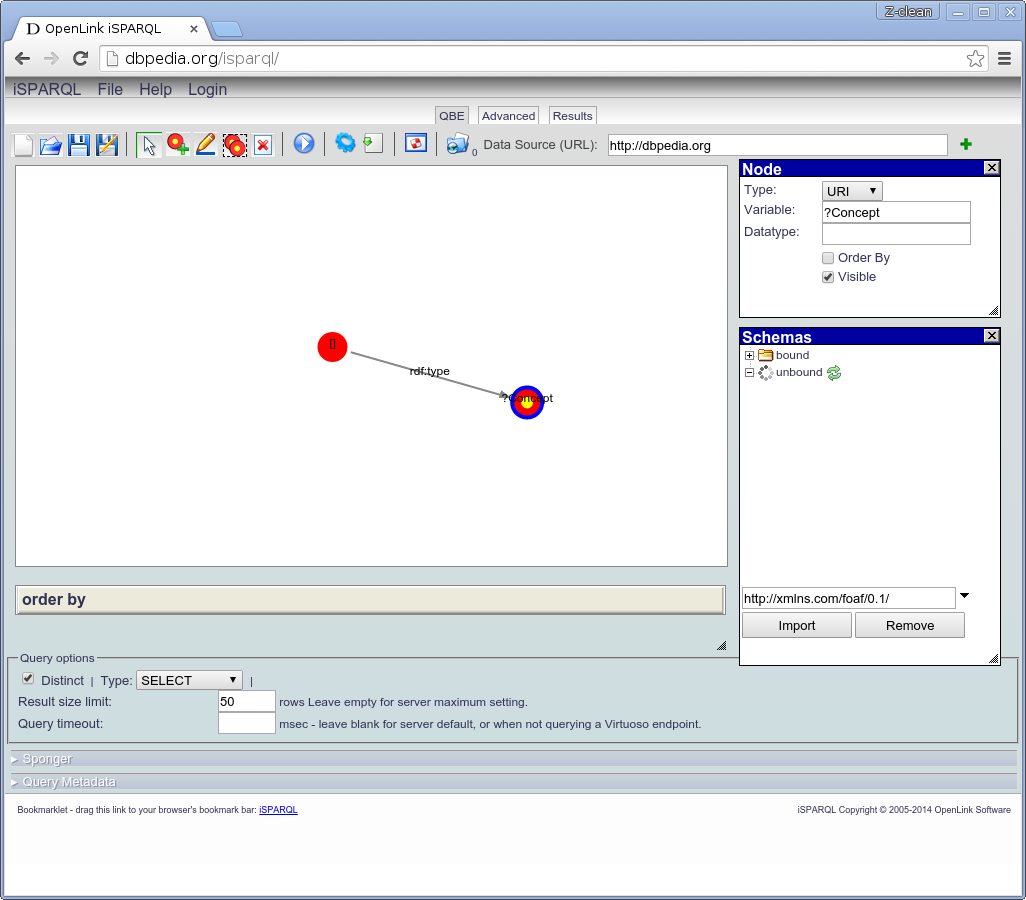 Z-clean
D OpenLink iSPARQL
dbpedia.org/isparql/
iSPARQL File Help Login
QBE Advanced Results
0 Data Source (URL): http://dbpedia.org
Node
Type: URI
Variable: ?Concept
Datatype:
Order By
Visible
[]
rdf:type
?Concept
Schemas
bound
unbound
http://xmlns.com/foaf/0.1/
Import Remove
order by
Query options
Distinct | Type: SELECT |
Result size limit: 50 rows Leave empty for server maximum setting.
Query timeout: msec - leave blank for server default, or when not querying a Virtuoso endpoint.
Sponger
Query Metadata
Bookmarklet - drag this link to your browser's bookmark bar: iSPARQL
iSPARQL Copyright © 2005-2014 OpenLink Software